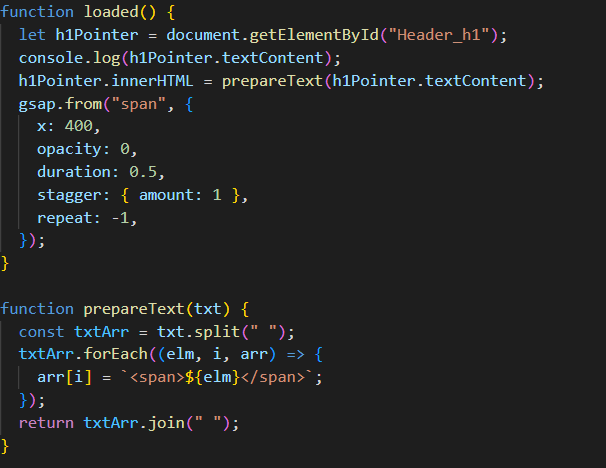 function loaded() {
  let h1Pointer = document.getElementById("Header_h1");
  console.log(h1Pointer.textContent);
  h1Pointer.innerHTML = prepareText(h1Pointer.textContent);
  gsap.from("span", {
    x: 400,
    opacity: 0,
    duration: 0.5,
    stagger: { amount: 1 },
    repeat: -1,
  });
}

function prepareText(txt) {
  const txtArr = txt.split(" ");
  txtArr.forEach((elm, i, arr) => {
    arr[i] = `<span>${elm}</span>`;
  });
  return txtArr.join(" ");
}